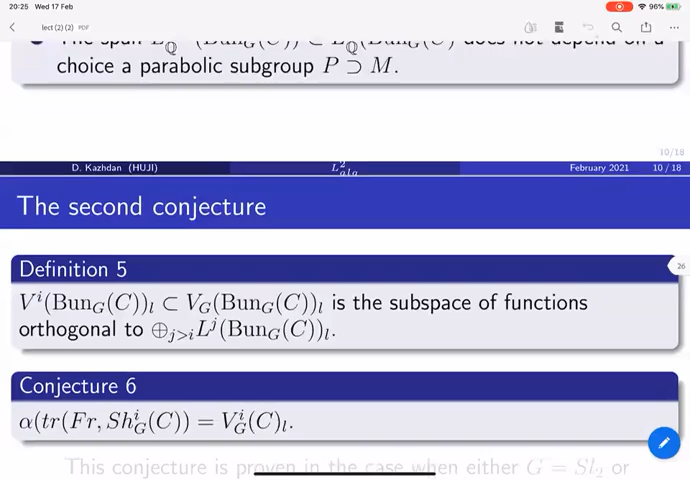 20:25 Wed 17 Feb
96%
lect (2) (2) PDF
choice a parabolic subgroup P ⊃ M.
10/18
D. Kazhdan (HUJI) L²_{ala} February 2021 10 / 18
The second conjecture
26
Definition 5
V^i(Bun_G(C))_l ⊂ V_G(Bun_G(C))_l is the subspace of functions
orthogonal to ⊕_{j>i}L^j(Bun_G(C))_l.
Conjecture 6
α(tr(Fr, Sh^i_G(C)) = V^i_G(C)_l.
This conjecture is proven in the case when either G = Sl_2 or